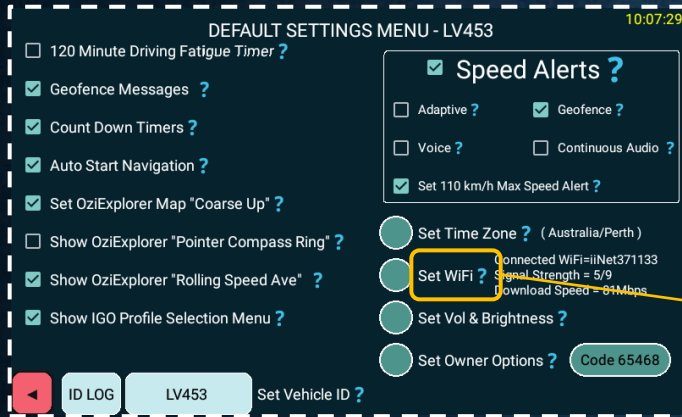 10:07:29
DEFAULT SETTINGS MENU - LV453
120 Minute Driving Fatigue Timer ?
Geofence Messages ?
Count Down Timers ?
Auto Start Navigation ?
Set OziExplorer Map "Coarse Up" ?
Show OziExplorer "Pointer Compass Ring" ?
Show OziExplorer "Rolling Speed Ave" ?
Show IGO Profile Selection Menu ?
Speed Alerts ?
Adaptive ? Geofence ?
Voice ? Continuous Audio ?
Set 110 km/h Max Speed Alert ?
Set Time Zone ? ( Australia/Perth )
Set WiFi ?
Connected WiFi=iiNet371133
Signal Strength = 5/9
Download Speed = 81Mbps
Set Vol & Brightness ?
Set Owner Options ? Code 65468
ID LOG LV453 Set Vehicle ID ?